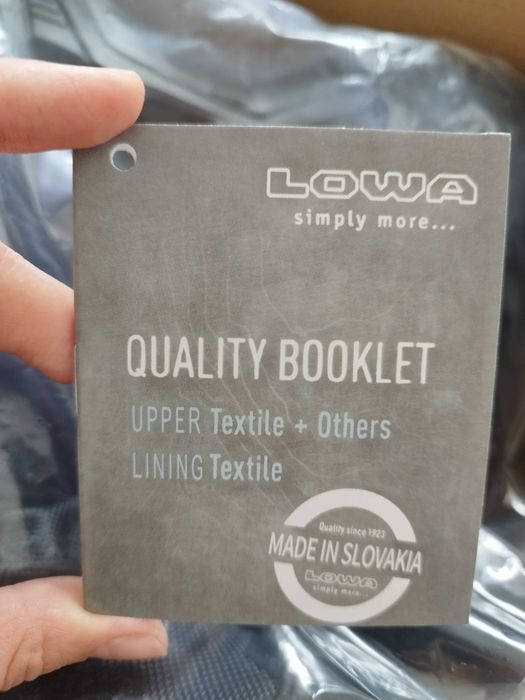 LOWA
simply more...
QUALITY BOOKLET
UPPER Textile + Others
LINING Textile
Quality since 1923
MADE IN SLOVAKIA
LOWA
simply more...